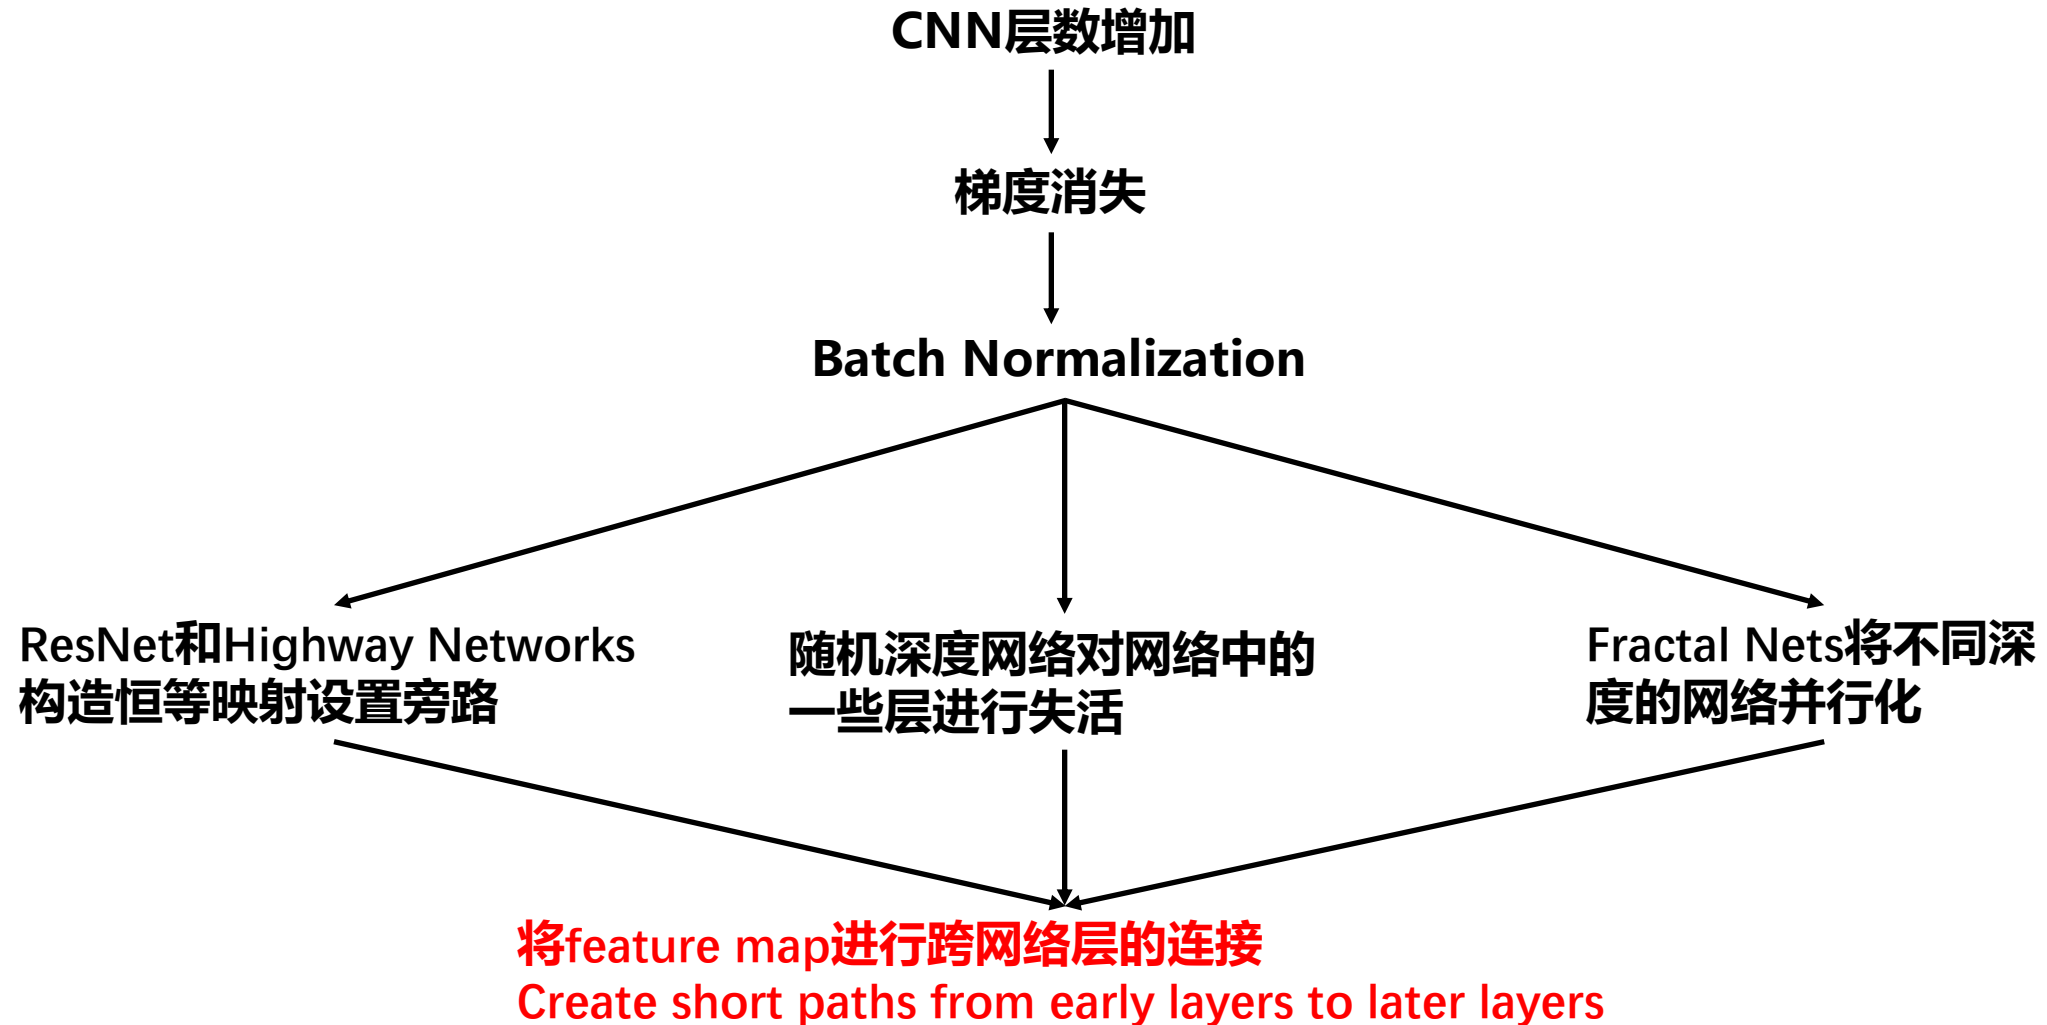 CNN层数增加
梯度消失
Batch Normalization
ResNet和Highway Networks
构造恒等映射设置旁路
随机深度网络对网络中的
一些层进行失活
Fractal Nets将不同深
度的网络并行化
将feature map进行跨网络层的连接
Create short paths from early layers to later layers